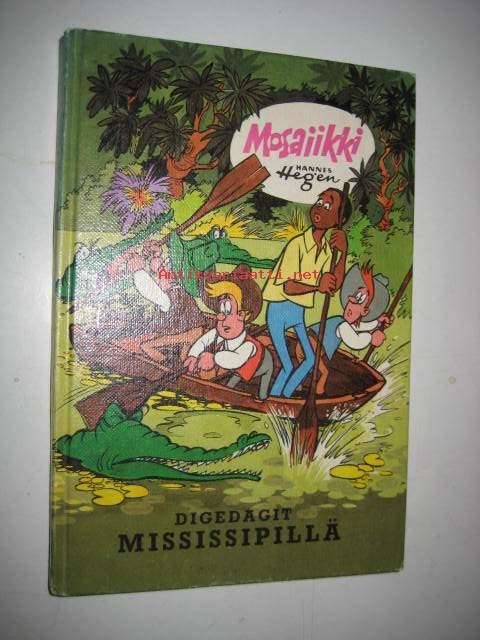 Mosaiikki
HANNES
Hegen
Antikvariaatti.net
DIGEDAGIT
MISSISSIPILLÄ